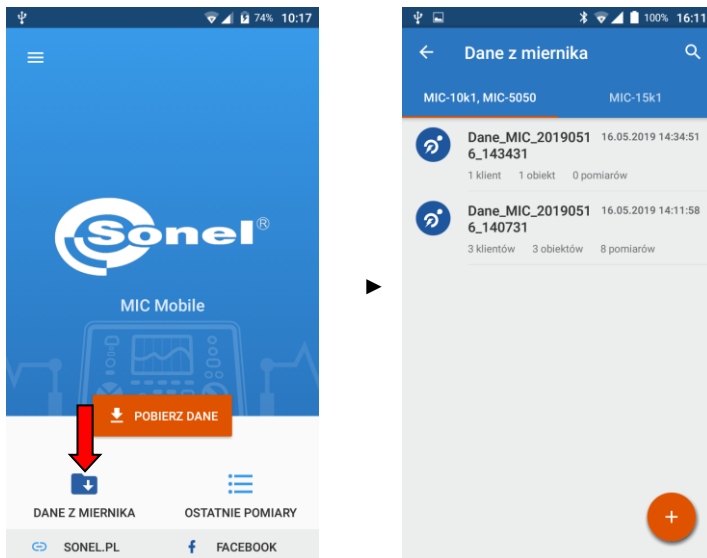 74% 10:17
Sonel®
MIC Mobile
POBIERZ DANE
DANE Z MIERNIKA
OSTATNIE POMIARY
SONEL.PL
FACEBOOK
100% 16:11
Dane z miernika
MIC-10k1, MIC-5050
MIC-15k1
Dane_MIC_2019051 16.05.2019 14:34:51
6_143431
1 klient 1 obiekt 0 pomiarów
Dane_MIC_2019051 16.05.2019 14:11:58
6_140731
3 klientów 3 obiektów 8 pomiarów